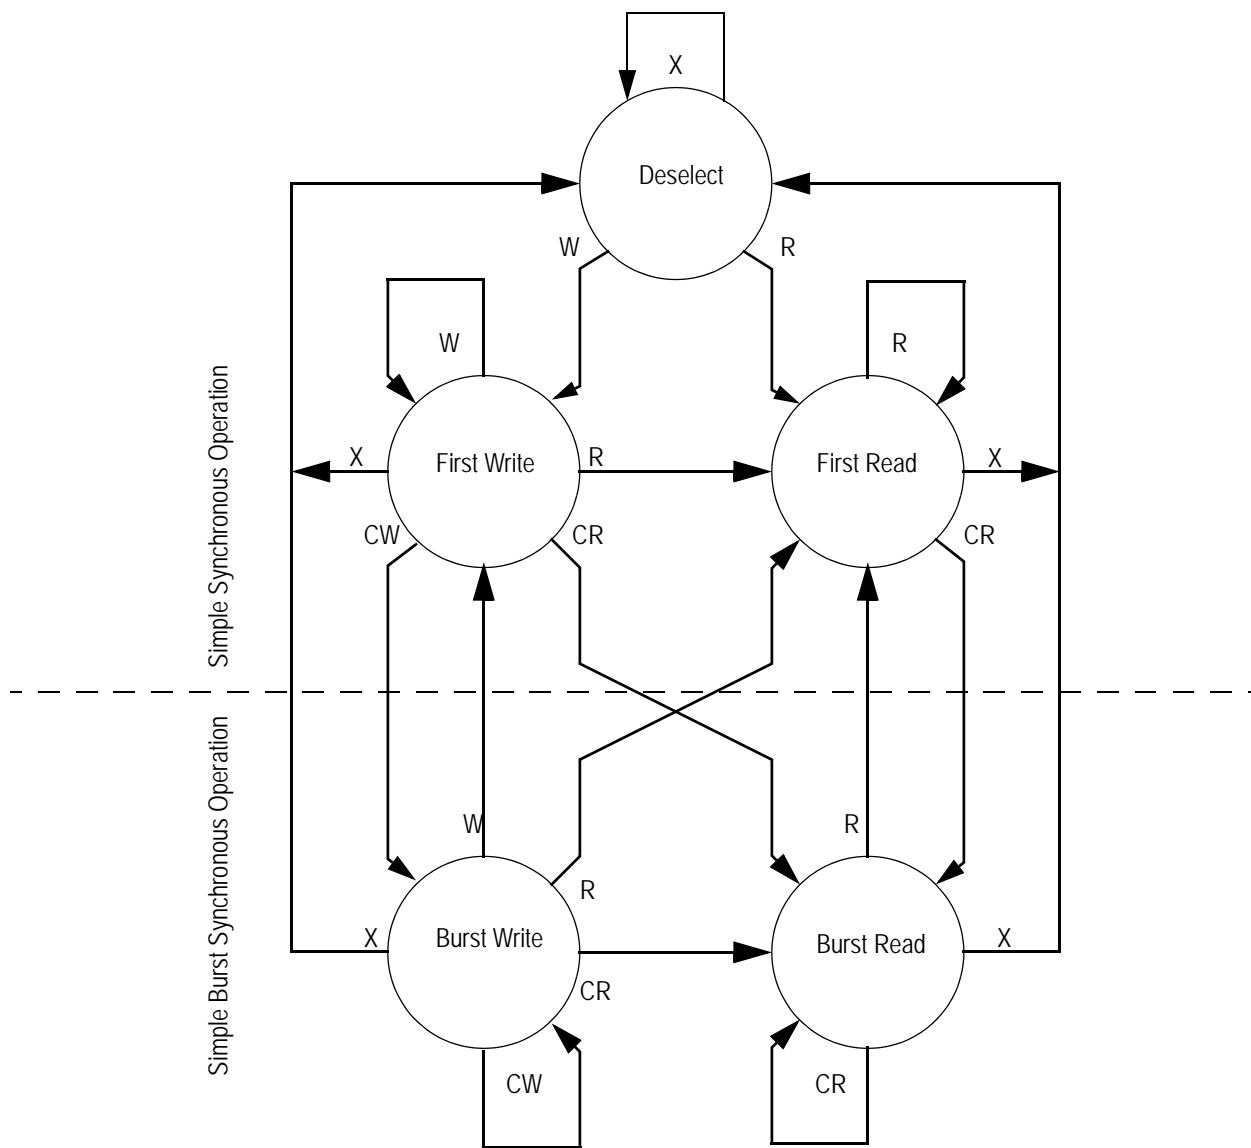 X
Deselect
W
R
W
R
X
First Write
R
First Read
X
CW
CR
CR
Simple Synchronous Operation
Simple Burst Synchronous Operation
W
R
R
X
Burst Write
Burst Read
X
CR
CW
CR